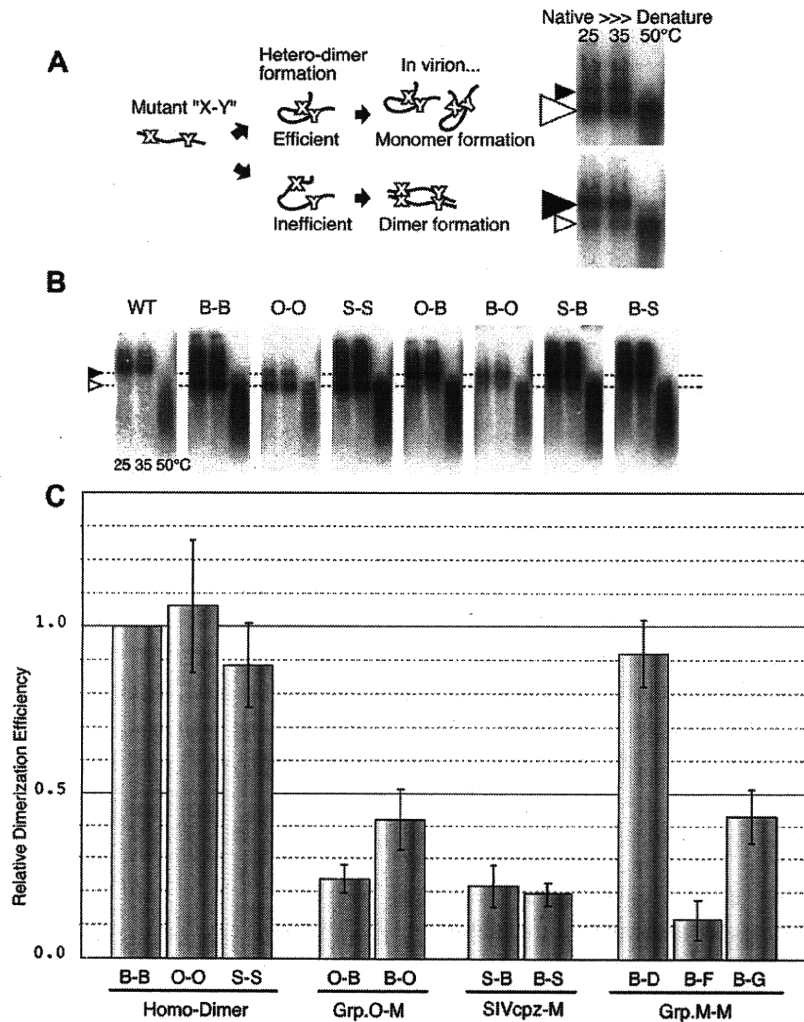 A
Native >>> Denature
25 35 50°C
Hetero-dimer
formation
In virion...
Mutant "X-Y"
X Y
X Y
X Y
Efficient
Monomer formation
X Y
X Y
X Y
Inefficient
Dimer formation
B
WT B-B O-O S-S O-B B-O S-B B-S
25 35 50°C
C
Relative Dimerization Efficiency
1.0
0.5
0.0
B-B O-O S-S O-B B-O S-B B-S B-D B-F B-G
Homo-Dimer Grp.O-M SIVcpz-M Grp.M-M